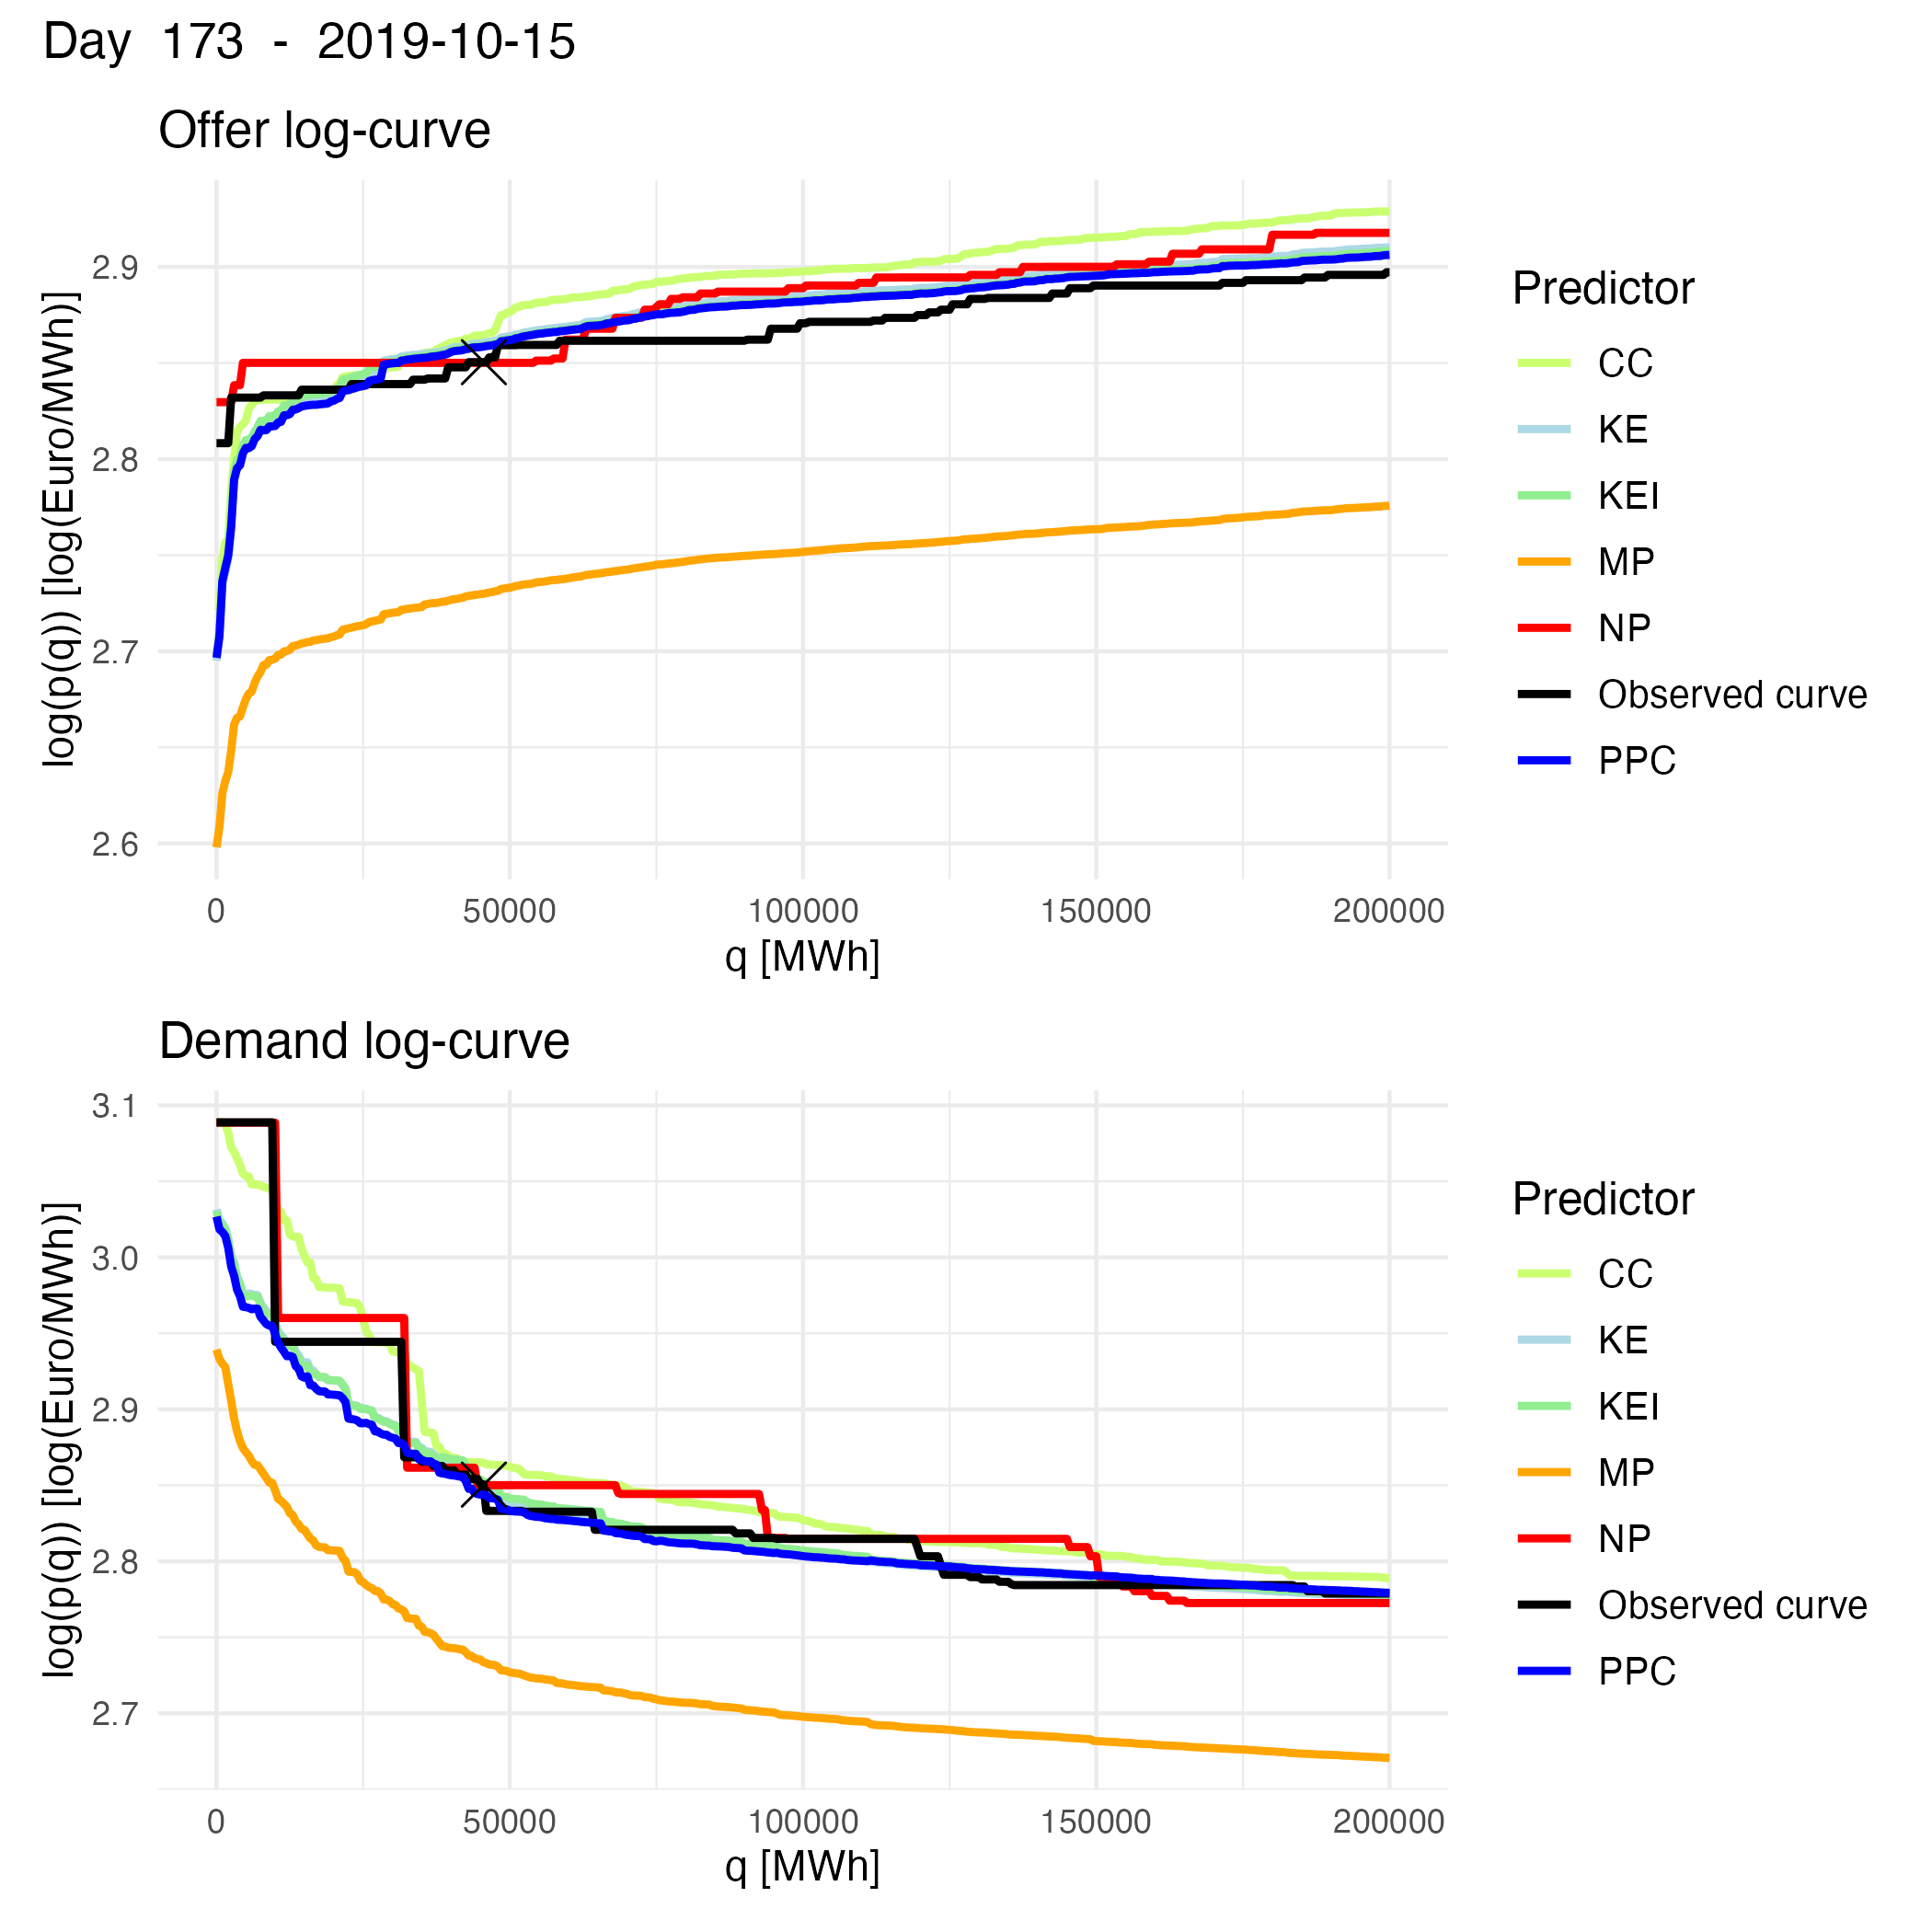 Day 173 - 2019-10-15
Offer log-curve
log(p(q)) [log(Euro/MWh)]
2.9
2.8
2.7
2.6
0 50000 100000 150000 200000
q [MWh]
Predictor
CC
KE
KEI
MP
NP
Observed curve
PPC
Demand log-curve
log(p(q)) [log(Euro/MWh)]
3.1
3.0
2.9
2.8
2.7
0 50000 100000 150000 200000
q [MWh]
Predictor
CC
KE
KEI
MP
NP
Observed curve
PPC